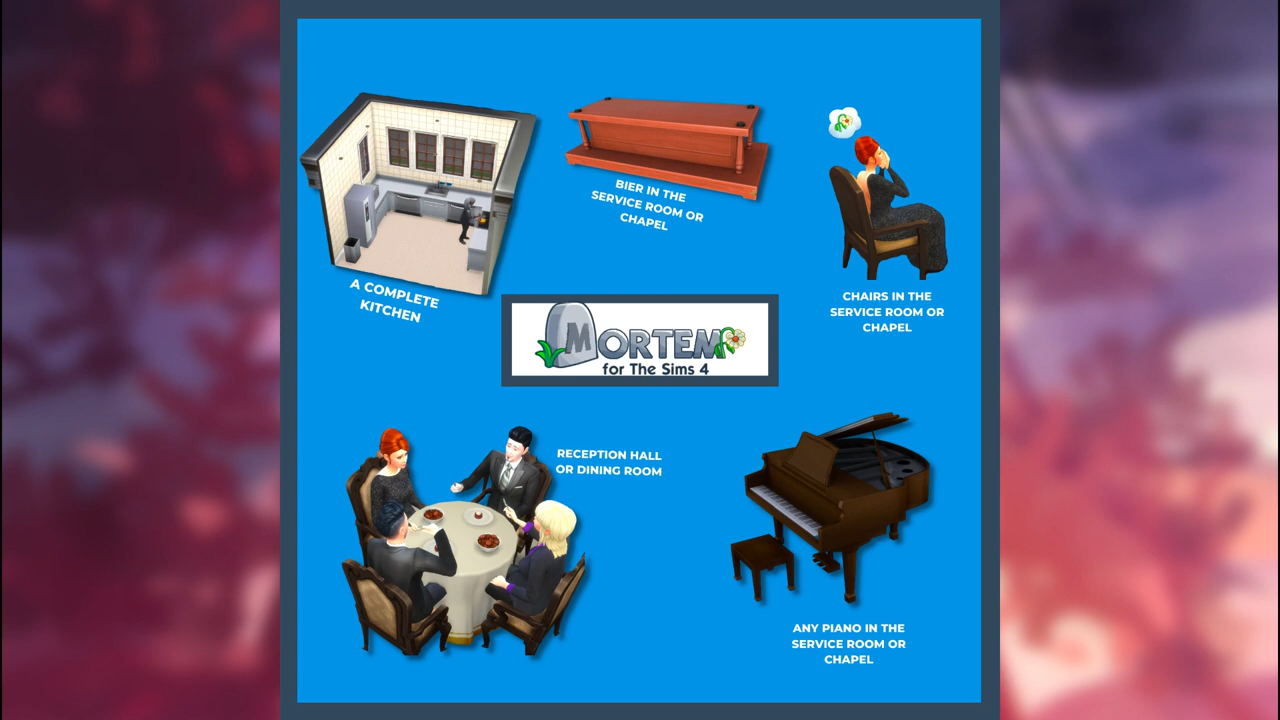 BIER IN THE
SERVICE ROOM OR
CHAPEL
A COMPLETE
KITCHEN
CHAIRS IN THE
SERVICE ROOM OR
CHAPEL
MORTEM
for The Sims 4
RECEPTION HALL
OR DINING ROOM
ANY PIANO IN THE
SERVICE ROOM OR
CHAPEL